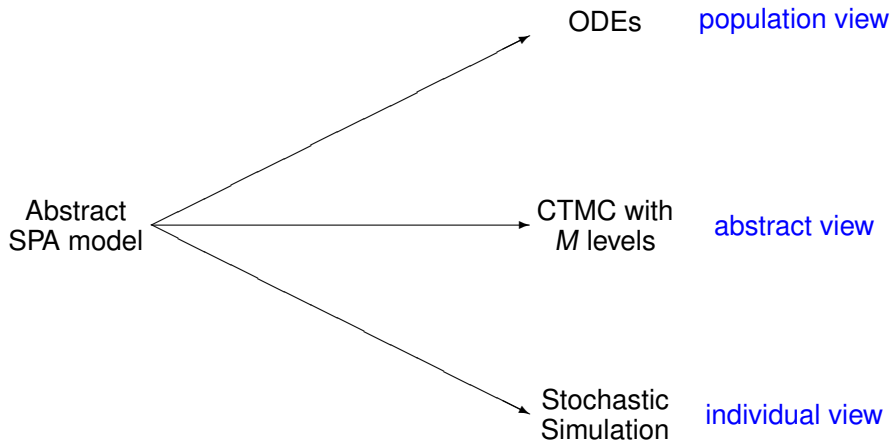 ODEs population view
Abstract
SPA model
CTMC with
M levels
abstract view
Stochastic
Simulation
individual view